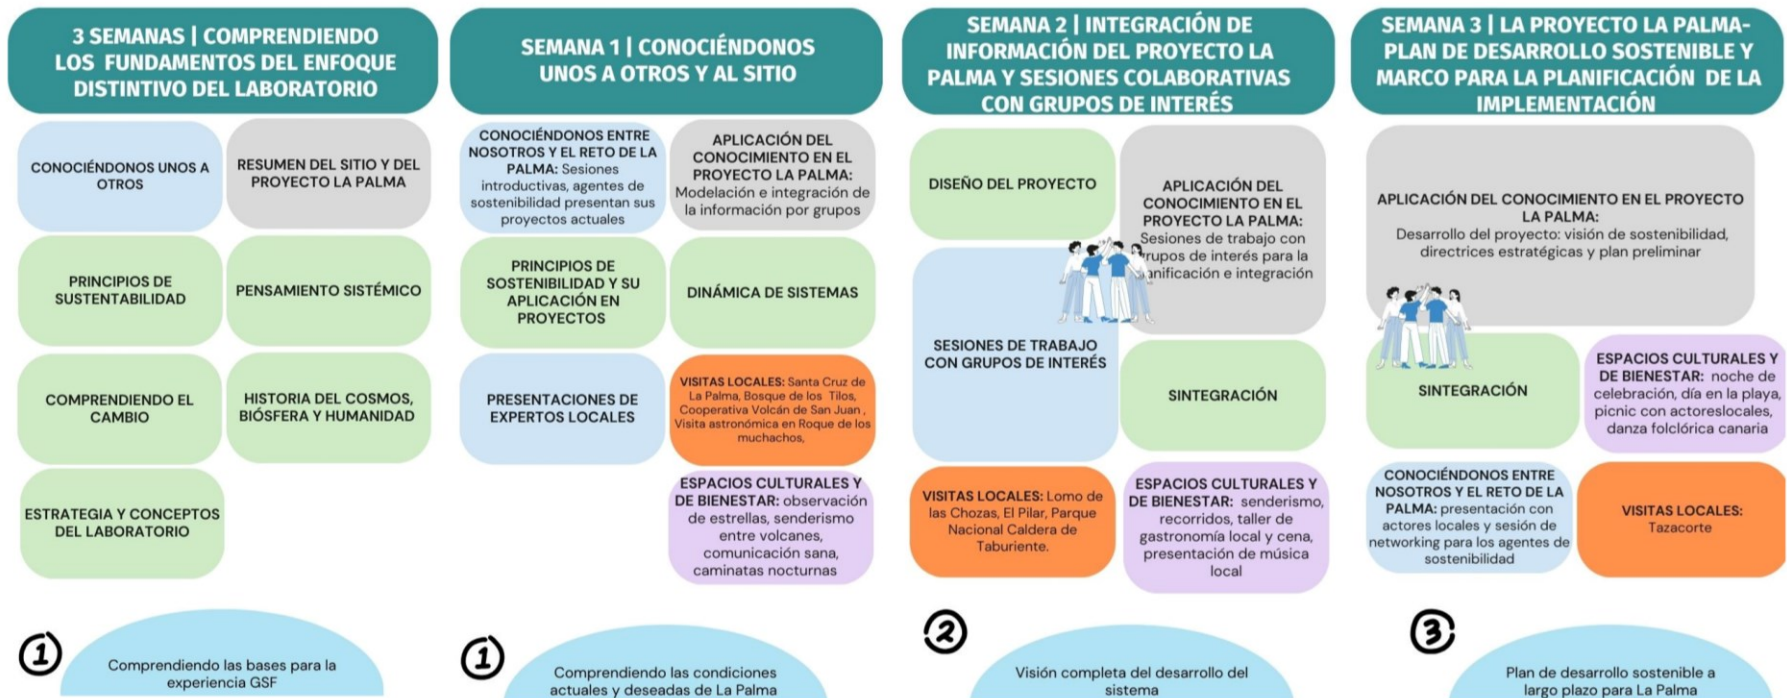 3 SEMANAS | COMPRENDIENDO
LOS FUNDAMENTOS DEL ENFOQUE
DISTINTIVO DEL LABORATORIO
CONOCIÉNDONOS UNOS A
OTROS
RESUMEN DEL SITIO Y DEL
PROYECTO LA PALMA
PRINCIPIOS DE
SUSTENTABILIDAD
PENSAMIENTO SISTÉMICO
COMPRENDIENDO EL
CAMBIO
HISTORIA DEL COSMOS,
BIÓSFERA Y HUMANIDAD
ESTRATEGIA Y CONCEPTOS
DEL LABORATORIO
1
Comprendiendo las bases para la
experiencia GSF
SEMANA 1 | CONOCIÉNDONOS
UNOS A OTROS Y AL SITIO
CONOCIÉNDONOS ENTRE
NOSOTROS Y EL RETO DE LA
PALMA: Sesiones
introductivas, agentes de
sostenibilidad presentan sus
proyectos actuales
APLICACIÓN DEL
CONOCIMIENTO EN EL
PROYECTO LA PALMA:
Modelación e integración de
la información por grupos
PRINCIPIOS DE
SOSTENIBILIDAD Y SU
APLICACIÓN EN
PROYECTOS
DINÁMICA DE SISTEMAS
PRESENTACIONES DE
EXPERTOS LOCALES
VISITAS LOCALES: Santa Cruz de
La Palma, Bosque de los Tilos,
Cooperativa Volcán de San Juan ,
Visita astronómica en Roque de los
muchachos,
ESPACIOS CULTURALES Y
DE BIENESTAR: observación
de estrellas, senderismo
entre volcanes,
comunicación sana,
caminatas nocturnas
1
Comprendiendo las condiciones
actuales y deseadas de La Palma
SEMANA 2 | INTEGRACIÓN DE
INFORMACIÓN DEL PROYECTO LA
PALMA Y SESIONES COLABORATIVAS
CON GRUPOS DE INTERÉS
DISEÑO DEL PROYECTO
APLICACIÓN DEL
CONOCIMIENTO EN EL
PROYECTO LA PALMA:
Sesiones de trabajo con
rupos de interés para la
anificación e integración
SESIONES DE TRABAJO
CON GRUPOS DE INTERÉS
SINTEGRACIÓN
VISITAS LOCALES: Lomo de
las Chozas, El Pilar, Parque
Nacional Caldera de
Taburiente.
ESPACIOS CULTURALES Y
DE BIENESTAR: senderismo,
recorridos, taller de
gastronomía local y cena,
presentación de música
local
2
Visión completa del desarrollo del
sistema
SEMANA 3 | LA PROYECTO LA PALMA-
PLAN DE DESARROLLO SOSTENIBLE Y
MARCO PARA LA PLANIFICACIÓN DE LA
IMPLEMENTACIÓN
APLICACIÓN DEL CONOCIMIENTO EN EL PROYECTO
LA PALMA:
Desarrollo del proyecto: visión de sostenibilidad,
directrices estratégicas y plan preliminar
SINTEGRACIÓN
ESPACIOS CULTURALES Y
DE BIENESTAR: noche de
celebración, día en la playa,
picnic con actoreslocales,
danza folclórica canaria
CONOCIÉNDONOS ENTRE
NOSOTROS Y EL RETO DE LA
PALMA: presentación con
actores locales y sesión de
networking para los agentes de
sostenibilidad
VISITAS LOCALES:
Tazacorte
3
Plan de desarrollo sostenible a
largo plazo para La Palma